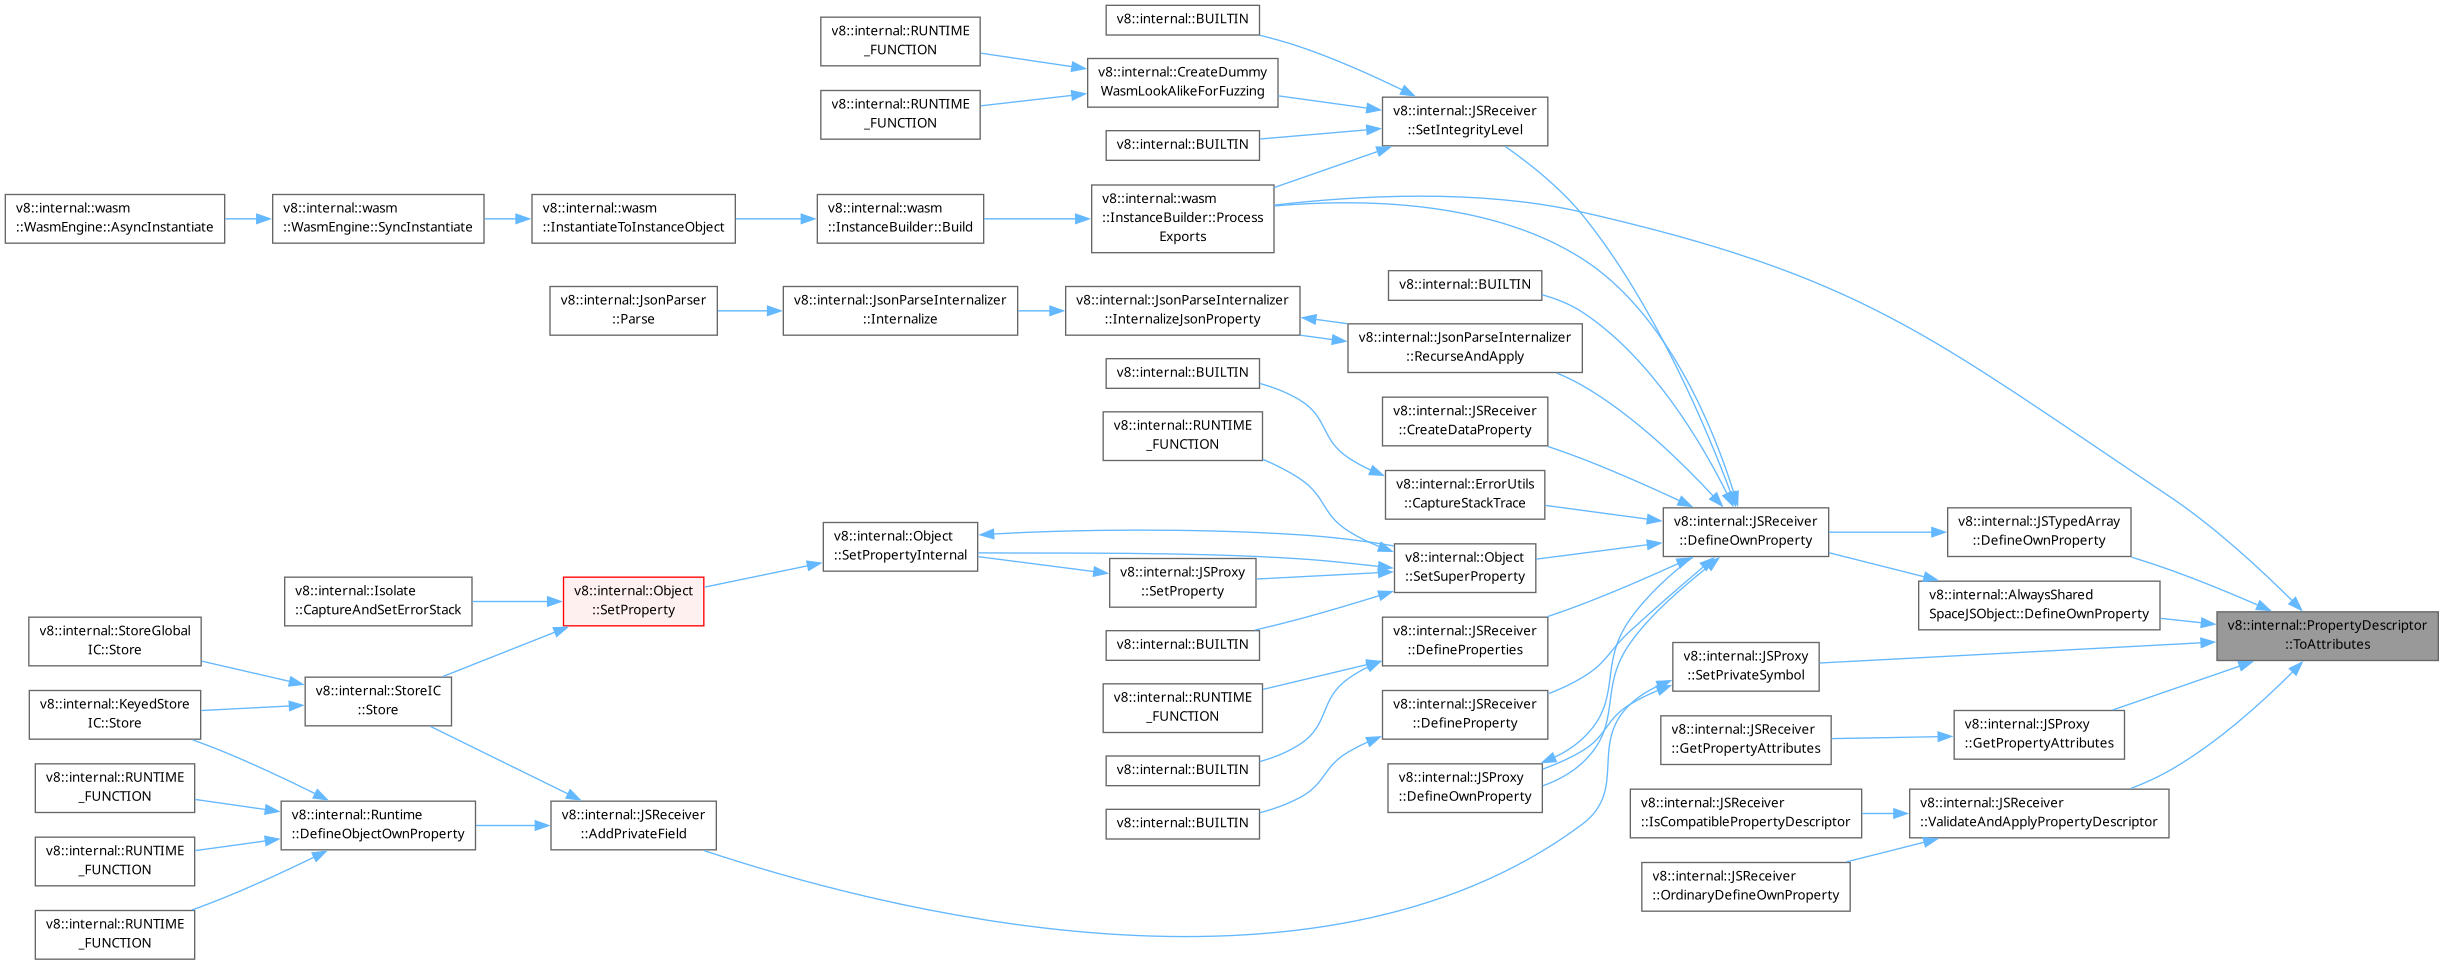 v8::internal::BUILTIN
v8::internal::RUNTIME
_FUNCTION
v8::internal::CreateDummy
WasmLookAlikeForFuzzing
v8::internal::RUNTIME
_FUNCTION
v8::internal::JSReceiver
::SetIntegrityLevel
v8::internal::BUILTIN
v8::internal::wasm
::WasmEngine::AsyncInstantiate
v8::internal::wasm
::WasmEngine::SyncInstantiate
v8::internal::wasm
::InstantiateToInstanceObject
v8::internal::wasm
::InstanceBuilder::Build
v8::internal::wasm
::InstanceBuilder::Process
Exports
v8::internal::BUILTIN
v8::internal::JsonParser
::Parse
v8::internal::JsonParseInternalizer
::Internalize
v8::internal::JsonParseInternalizer
::InternalizeJsonProperty
v8::internal::JsonParseInternalizer
::RecurseAndApply
v8::internal::BUILTIN
v8::internal::JSReceiver
::CreateDataProperty
v8::internal::RUNTIME
_FUNCTION
v8::internal::ErrorUtils
::CaptureStackTrace
v8::internal::JSReceiver
::DefineOwnProperty
v8::internal::JSTypedArray
::DefineOwnProperty
v8::internal::Object
::SetPropertyInternal
v8::internal::Object
::SetSuperProperty
v8::internal::JSProxy
::SetProperty
v8::internal::Isolate
::CaptureAndSetErrorStack
v8::internal::Object
::SetProperty
v8::internal::AlwaysShared
SpaceJSObject::DefineOwnProperty
v8::internal::PropertyDescriptor
::ToAttributes
v8::internal::StoreGlobal
IC::Store
v8::internal::BUILTIN
v8::internal::JSReceiver
::DefineProperties
v8::internal::JSProxy
::SetPrivateSymbol
v8::internal::StoreIC
::Store
v8::internal::KeyedStore
IC::Store
v8::internal::RUNTIME
_FUNCTION
v8::internal::JSReceiver
::DefineProperty
v8::internal::JSReceiver
::GetPropertyAttributes
v8::internal::JSProxy
::GetPropertyAttributes
v8::internal::RUNTIME
_FUNCTION
v8::internal::BUILTIN
v8::internal::JSProxy
::DefineOwnProperty
v8::internal::Runtime
::DefineObjectOwnProperty
v8::internal::JSReceiver
::AddPrivateField
v8::internal::BUILTIN
v8::internal::JSReceiver
::IsCompatiblePropertyDescriptor
v8::internal::JSReceiver
::ValidateAndApplyPropertyDescriptor
v8::internal::RUNTIME
_FUNCTION
v8::internal::JSReceiver
::OrdinaryDefineOwnProperty
v8::internal::RUNTIME
_FUNCTION